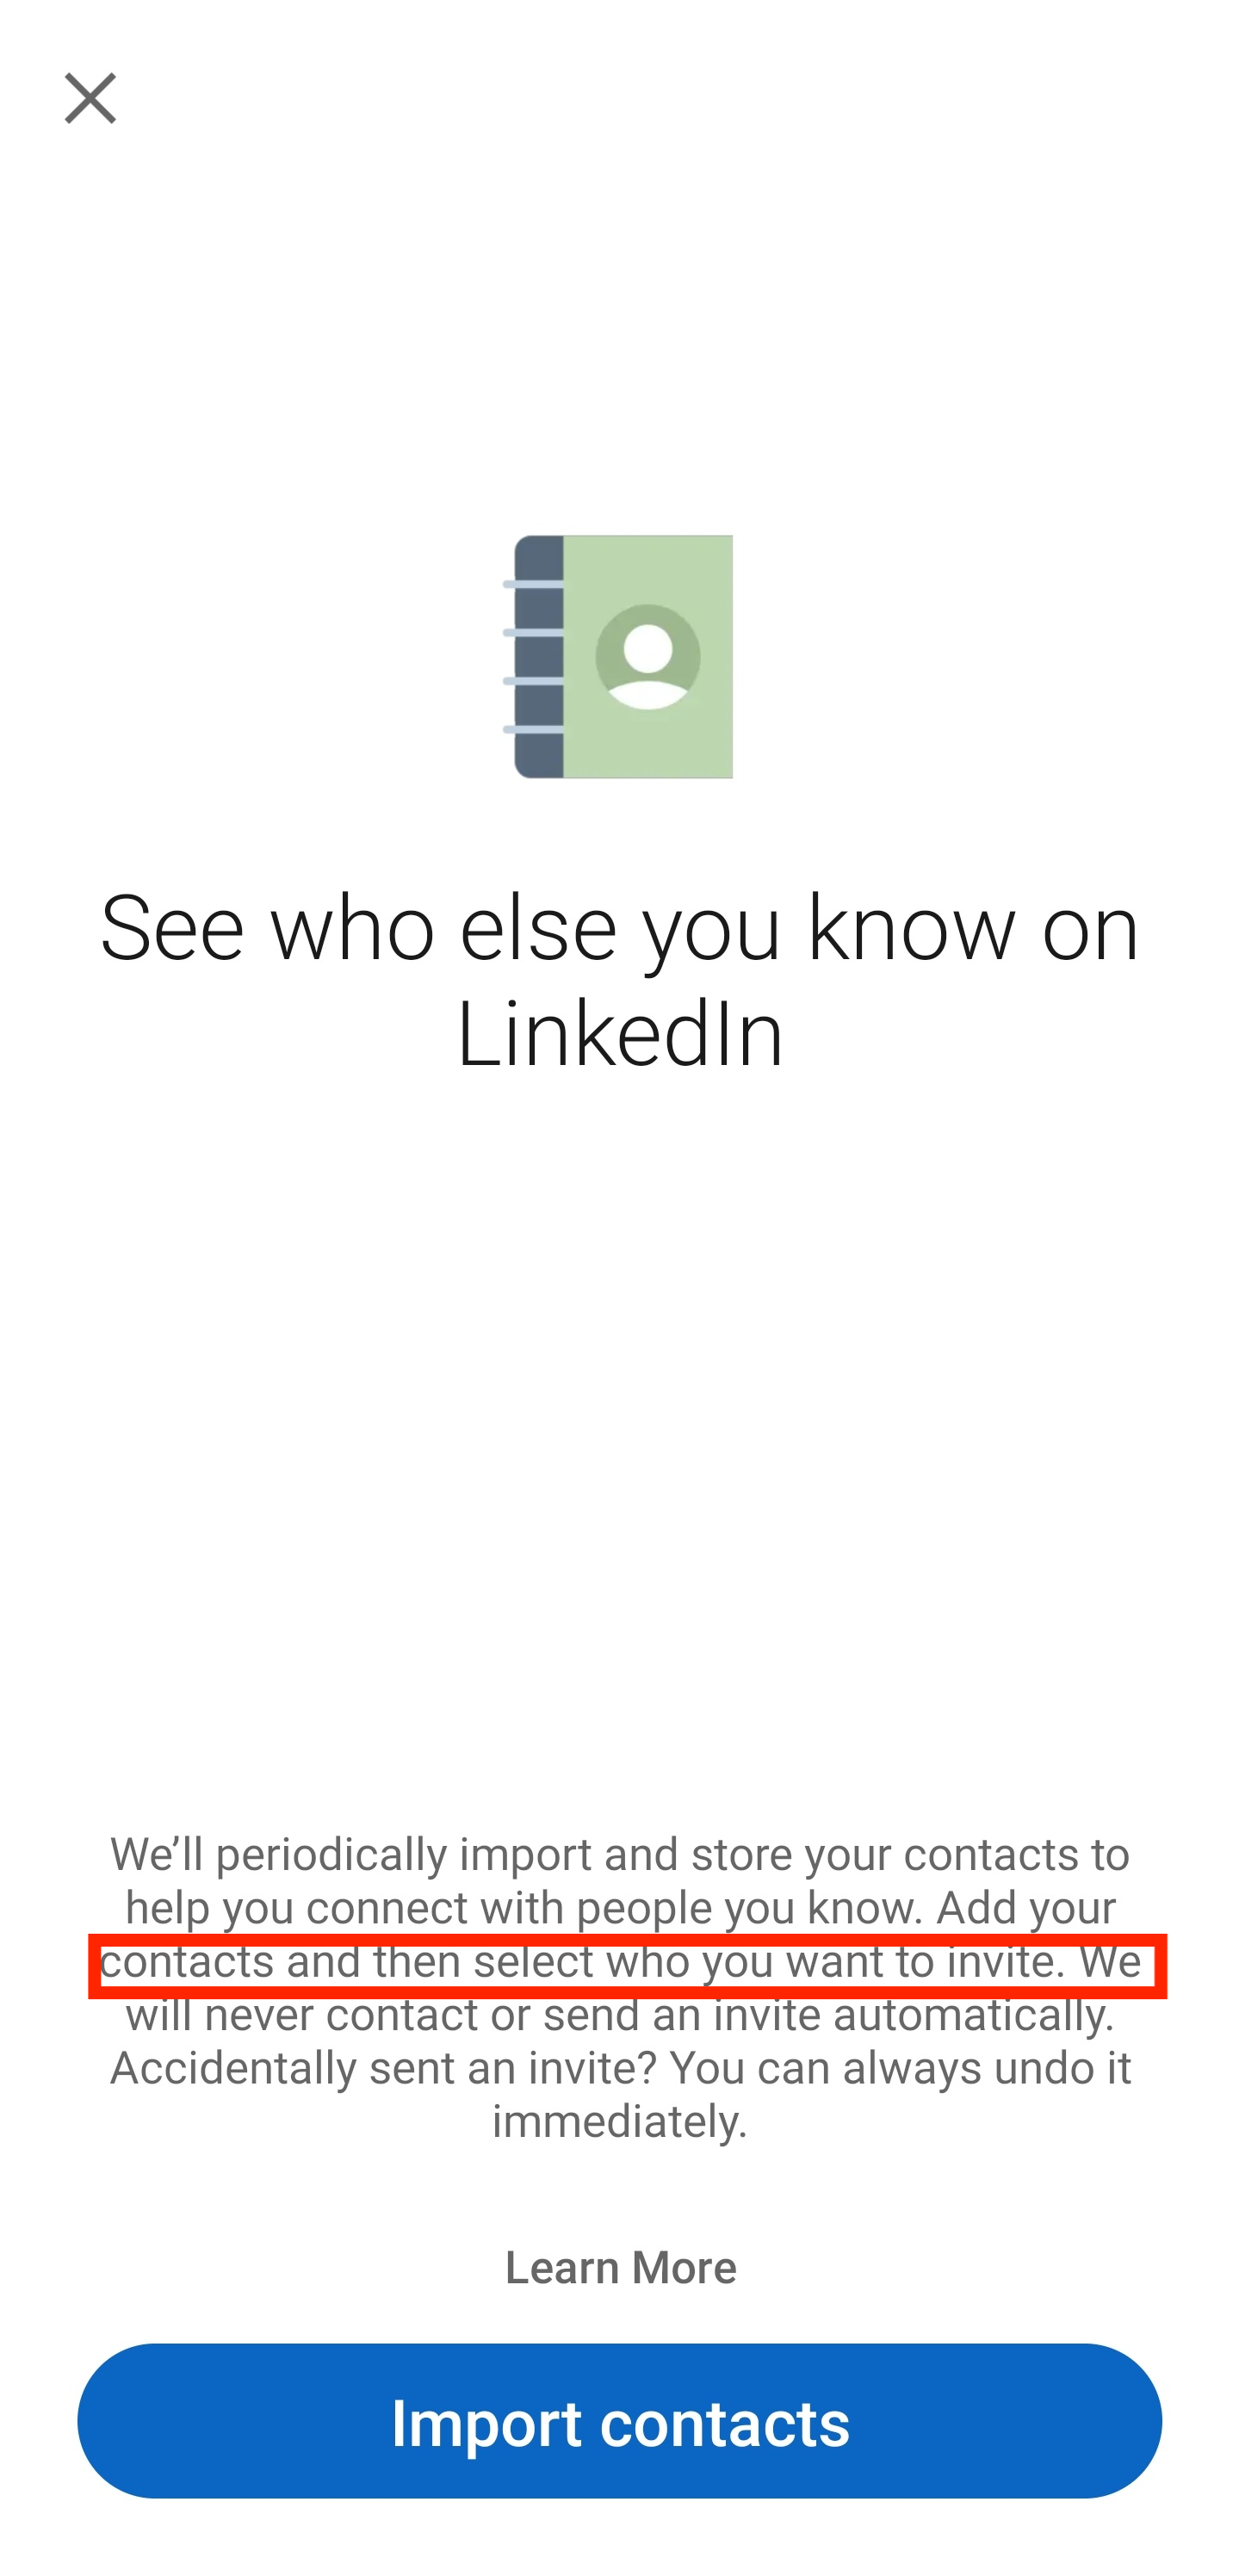 See who else you know on
LinkedIn
We’ll periodically import and store your contacts to
help you connect with people you know. Add your
contacts and then select who you want to invite. We
will never contact or send an invite automatically.
Accidentally sent an invite? You can always undo it
immediately.
Learn More
Import contacts